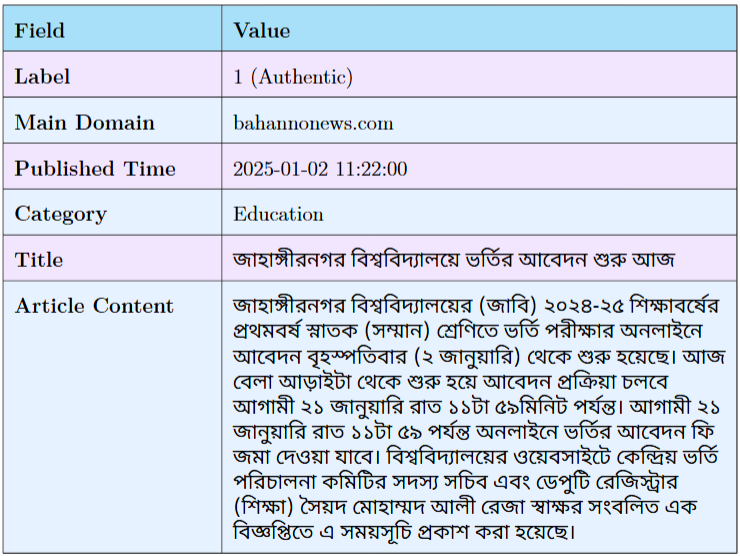 Field Value
Label 1 (Authentic)
Main Domain bahannonews.com
Published Time 2025-01-02 11:22:00
Category Education
Title জাহাঙ্গীরনগর বিশ্ববিদ্যালয়ে ভর্তির আবেদন শুরু আজ
Article Content জাহাঙ্গীরনগর বিশ্ববিদ্যালয়ের (জাবি) ২০২৪-২৫ শিক্ষাবর্ষের
প্রথমবর্ষ স্নাতক (সম্মান) শ্রেণিতে ভর্তি পরীক্ষার অনলাইনে
আবেদন বৃহস্পতিবার (২ জানুয়ারি) থেকে শুরু হয়েছে। আজ
বেলা আড়াইটা থেকে শুরু হয়ে আবেদন প্রক্রিয়া চলবে
আগামী ২১ জানুয়ারি রাত ১১টা ৫৯মিনিট পর্যন্ত। আগামী ২১
জানুয়ারি রাত ১১টা ৫৯ পর্যন্ত অনলাইনে ভর্তির আবেদন ফি
জমা দেওয়া যাবে। বিশ্ববিদ্যালয়ের ওয়েবসাইটে কেন্দ্রিয় ভর্তি
পরিচালনা কমিটির সদস্য সচিব এবং ডেপুটি রেজিস্ট্রার
(শিক্ষা) সৈয়দ মোহাম্মদ আলী রেজা স্বাক্ষর সংবলিত এক
বিজ্ঞপ্তিতে এ সময়সূচি প্রকাশ করা হয়েছে।